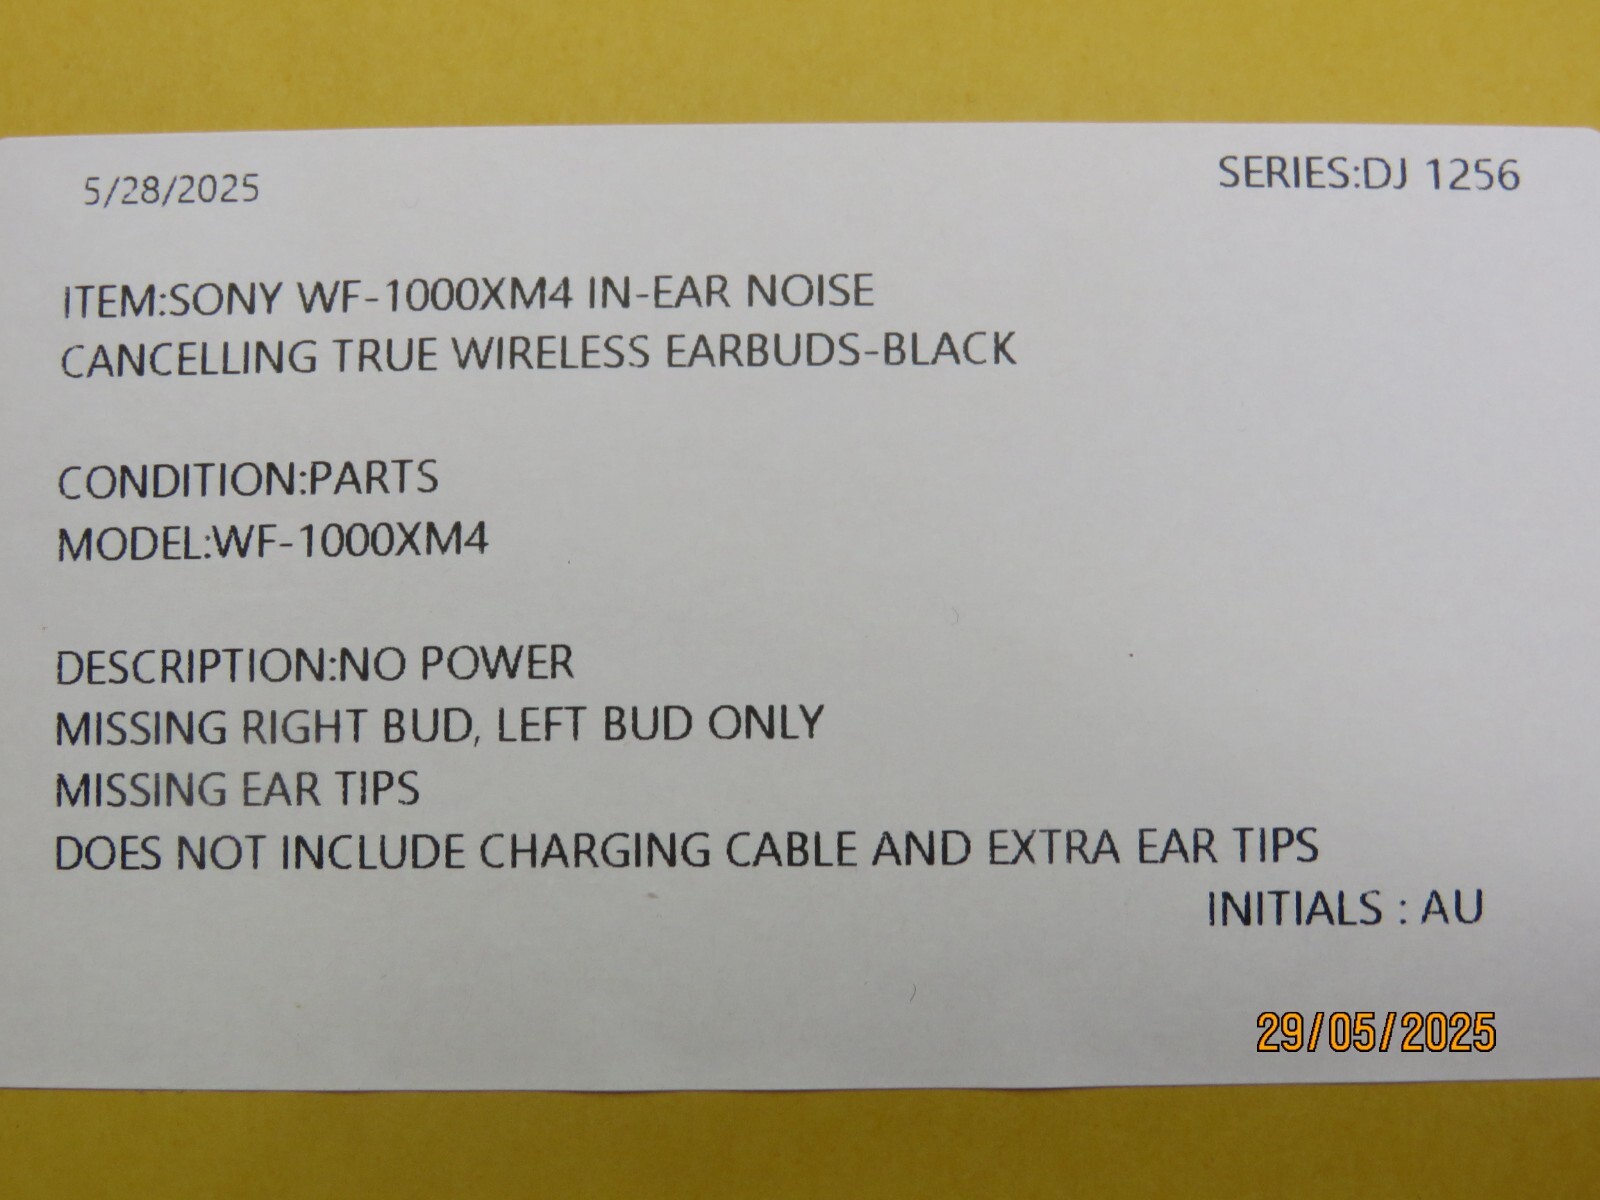 5/28/2025
SERIES:DJ 1256
ITEM:SONY WF-1000XM4 IN-EAR NOISE
CANCELLING TRUE WIRELESS EARBUDS-BLACK
CONDITION:PARTS
MODEL:WF-1000XM4
DESCRIPTION:NO POWER
MISSING RIGHT BUD, LEFT BUD ONLY
MISSING EAR TIPS
DOES NOT INCLUDE CHARGING CABLE AND EXTRA EAR TIPS
INITIALS : AU
29/05/2025